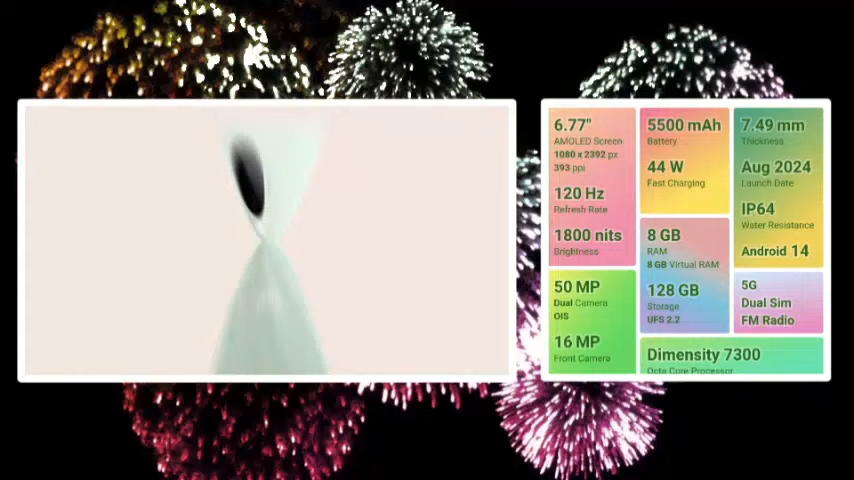 6.77"
AMOLED Screen
1080 x 2392 px
393 ppi
120 Hz
Refresh Rate
1800 nits
Brightness
50 MP
Dual Camera
OIS
16 MP
Front Camera
5500 mAh
Battery
44 W
Fast Charging
8 GB
RAM
8 GB Virtual RAM
128 GB
Storage
UFS 2.2
7.49 mm
Thickness
Aug 2024
Launch Date
IP64
Water Resistance
Android 14
5G
Dual Sim
FM Radio
Dimensity 7300
Octa Core Processor